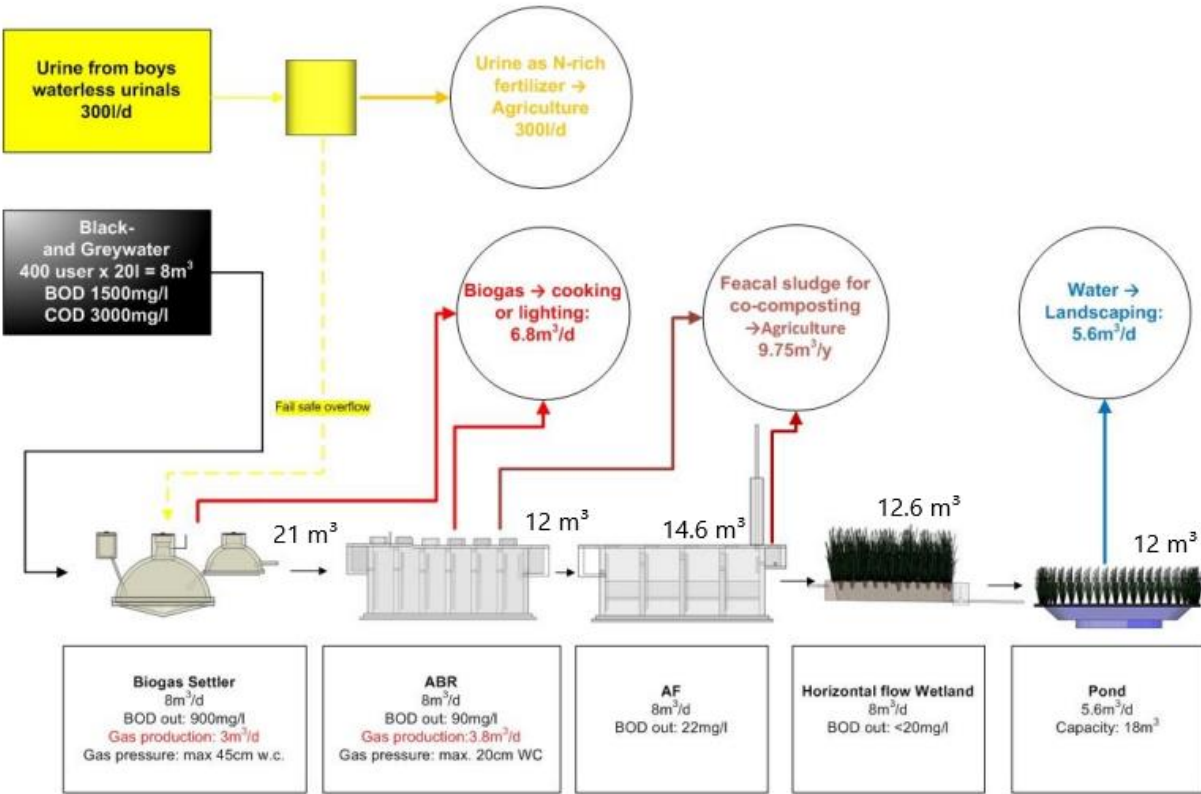 Urine from boys
waterless urinals
300l/d
Urine as N-rich
fertilizer →
Agriculture
300l/d
Black-
and Greywater
400 user x 20l = 8m³
BOD 1500mg/l
COD 3000mg/l
Biogas → cooking
or lighting:
6.8m³/d
Feacal sludge for
co-composting
→Agriculture
9.75m³/y
Water →
Landscaping:
5.6m³/d
Fail safe overflow
21 m³
12 m³
14.6 m³
12.6 m³
12 m³
Biogas Settler
8m³/d
BOD out: 900mg/l
Gas production: 3m³/d
Gas pressure: max 45cm w.c.
ABR
8m³/d
BOD out: 90mg/l
Gas production:3.8m³/d
Gas pressure: max. 20cm WC
AF
8m³/d
BOD out: 22mg/l
Horizontal flow Wetland
8m³/d
BOD out: <20mg/l
Pond
5.6m³/d
Capacity: 18m³